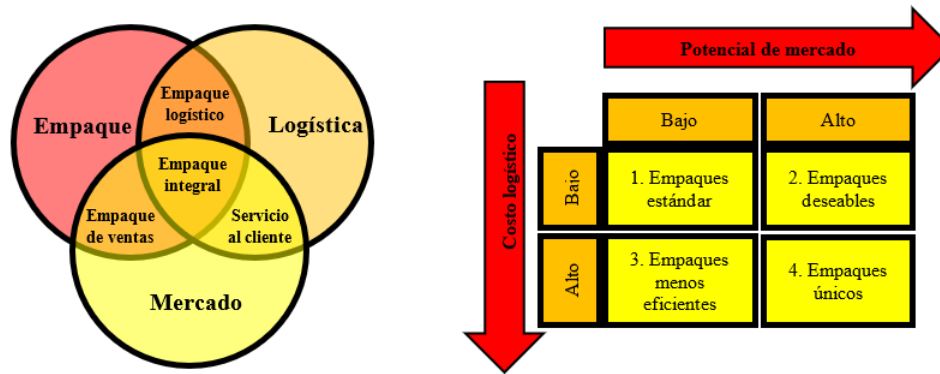 Empaque
Empaque
logístico
Logística
Empaque
integral
Empaque
de ventas
Servicio
al cliente
Mercado
Potencial de mercado
Costo logístico
Bajo
Alto
Bajo
1. Empaques
estándar
2. Empaques
deseables
Alto
3. Empaques
menos
eficientes
4. Empaques
únicos